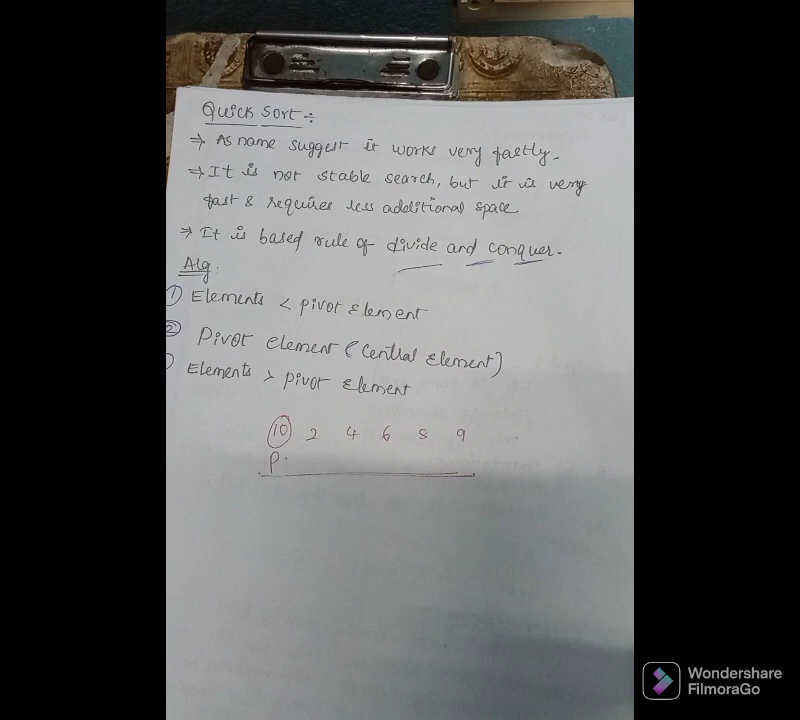 Quick Sort :-
⇒ As name suggest it works very fastly.
⇒ It is not stable search, but it is very
fast & requires less additional space.
⇒ It is based rule of divide and conquer.
Alg.
① Elements < pivot Element
② Pivot element (Central Element)
Elements > pivot Element
10 2 4 6 8 9
P.
Wondershare
FilmoraGo